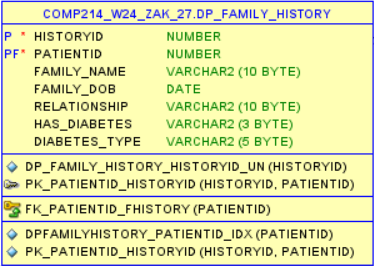 COMP214_W24_ZAK_27.DP_FAMILY_HISTORY
P * HISTORYID NUMBER
PF* PATIENTID NUMBER
FAMILY_NAME VARCHAR2 (10 BYTE)
FAMILY_DOB DATE
RELATIONSHIP VARCHAR2 (10 BYTE)
HAS_DIABETES VARCHAR2 (3 BYTE)
DIABETES_TYPE VARCHAR2 (5 BYTE)
DP_FAMILY_HISTORY_HISTORYID_UN (HISTORYID)
PK_PATIENTID_HISTORYID (HISTORYID, PATIENTID)
FK_PATIENTID_FHISTORY (PATIENTID)
DPFAMILYHISTORY_PATIENTID_IDX (PATIENTID)
PK_PATIENTID_HISTORYID (HISTORYID, PATIENTID)